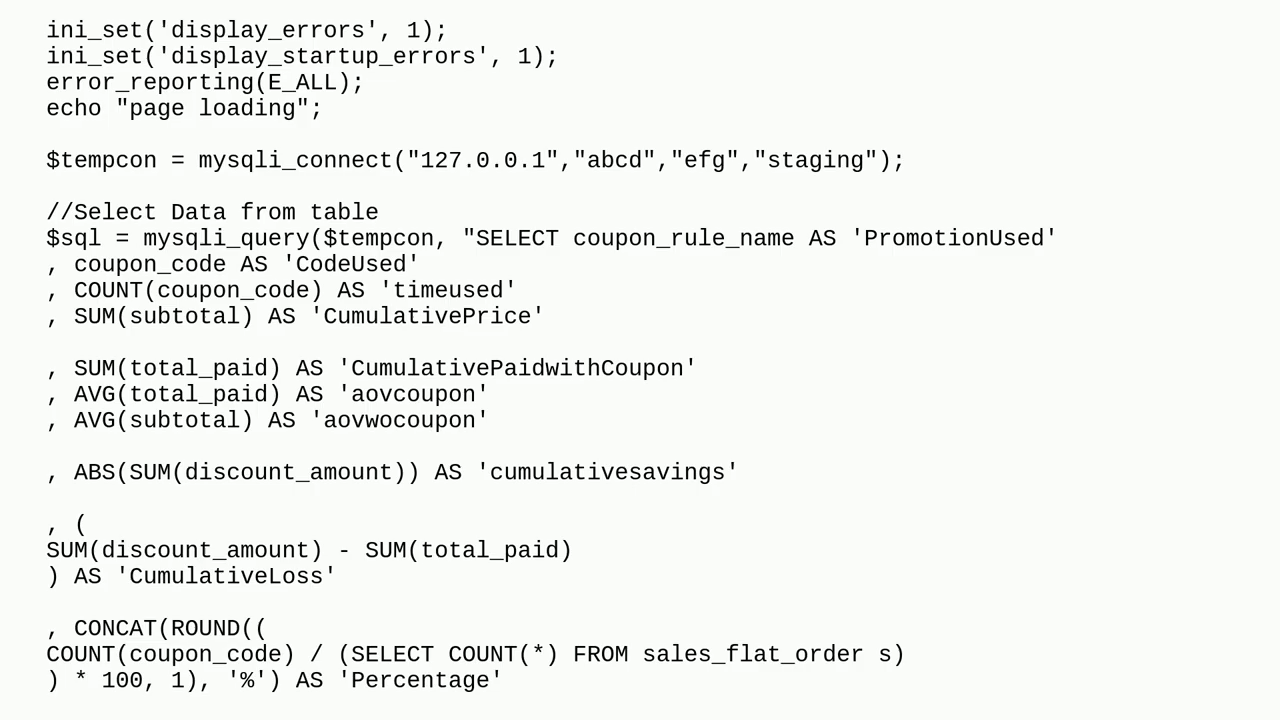 ini_set('display_errors', 1);
ini_set('display_startup_errors', 1);
error_reporting(E_ALL);
echo "page loading";
$tempcon = mysqli_connect("127.0.0.1","abcd","efg","staging");
//Select Data from table
$sql = mysqli_query($tempcon, "SELECT coupon_rule_name AS 'PromotionUsed'
, coupon_code AS 'CodeUsed'
, COUNT(coupon_code) AS 'timeused'
, SUM(subtotal) AS 'CumulativePrice'
, SUM(total_paid) AS 'CumulativePaidwithCoupon'
, AVG(total_paid) AS 'aovcoupon'
, AVG(subtotal) AS 'aovwocoupon'
, ABS(SUM(discount_amount)) AS 'cumulativesavings'
, (
SUM(discount_amount) - SUM(total_paid)
) AS 'CumulativeLoss'
, CONCAT(ROUND((
COUNT(coupon_code) / (SELECT COUNT(*) FROM sales_flat_order s)
) * 100, 1), '%') AS 'Percentage'